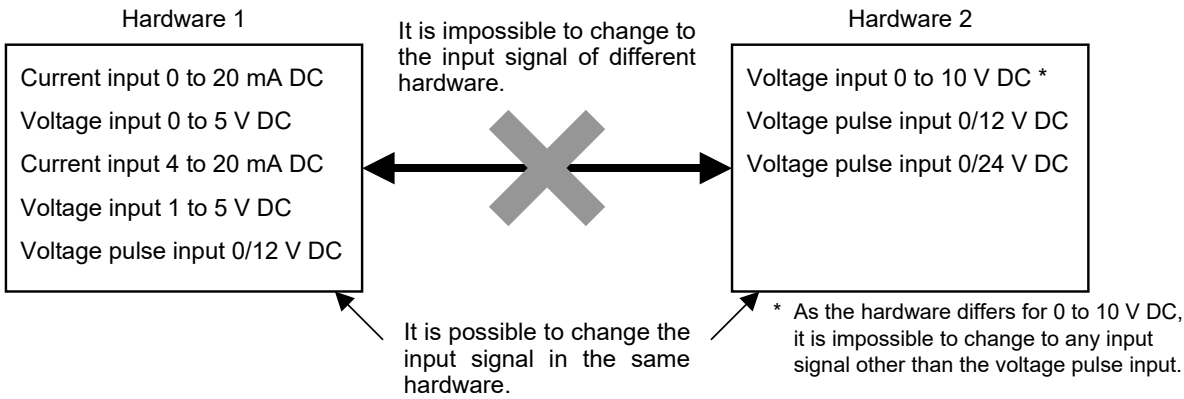 Hardware 1
Current input 0 to 20 mA DC
Voltage input 0 to 5 V DC
Current input 4 to 20 mA DC
Voltage input 1 to 5 V DC
Voltage pulse input 0/12 V DC
It is impossible to change to
the input signal of different
hardware.
Hardware 2
Voltage input 0 to 10 V DC *
Voltage pulse input 0/12 V DC
Voltage pulse input 0/24 V DC
It is possible to change the
input signal in the same
hardware.
* As the hardware differs for 0 to 10 V DC,
it is impossible to change to any input
signal other than the voltage pulse input.